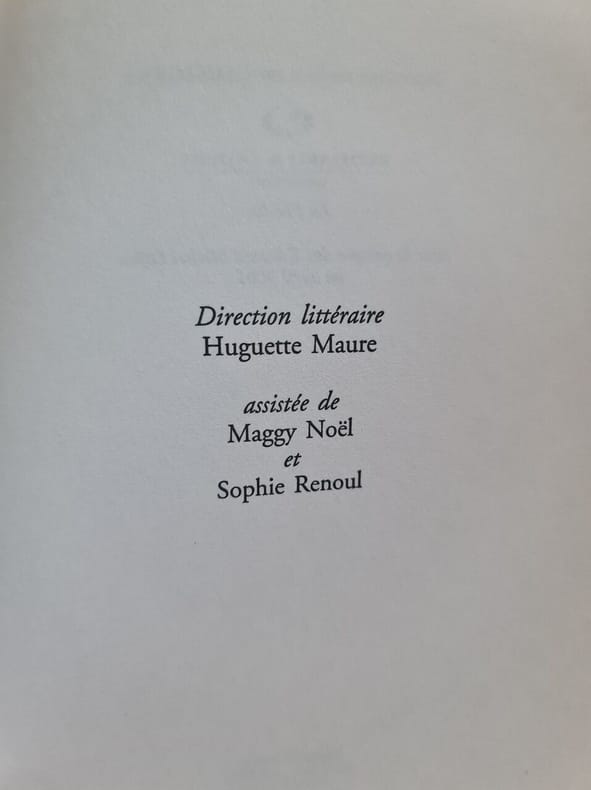 Direction littéraire
Huguette Maure
assistée de
Maggy Noël
et
Sophie Renoul